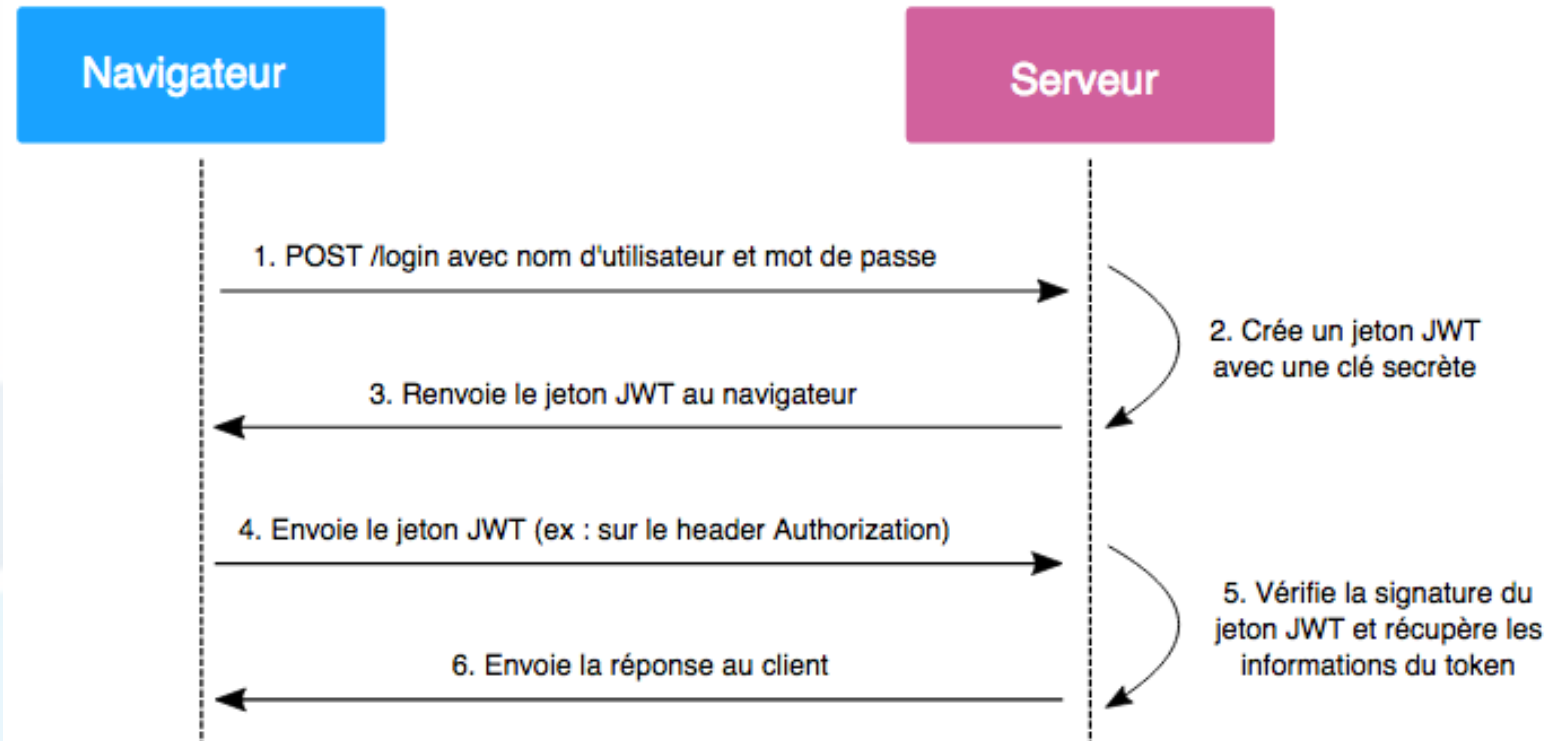 Navigateur
Serveur
1. POST /login avec nom d'utilisateur et mot de passe
2. Crée un jeton JWT
avec une clé secrète
3. Renvoie le jeton JWT au navigateur
4. Envoie le jeton JWT (ex : sur le header Authorization)
5. Vérifie la signature du
jeton JWT et récupère les
informations du token
6. Envoie la réponse au client